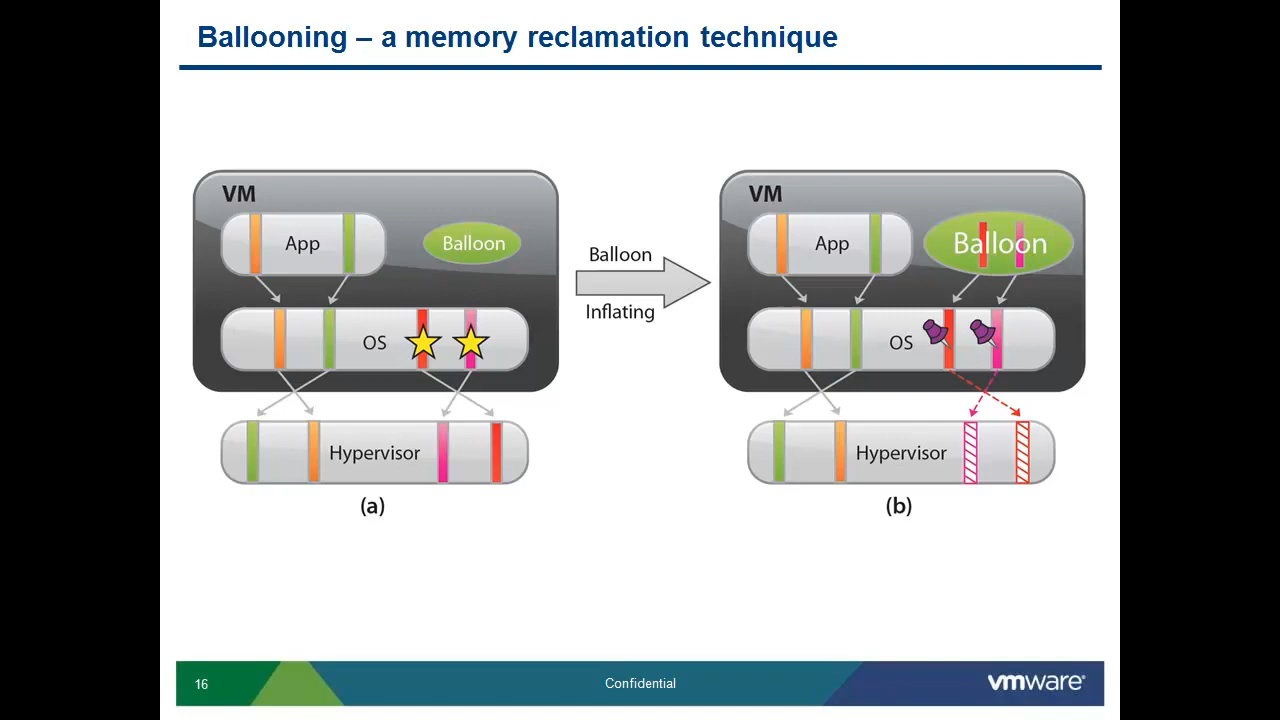 Ballooning – a memory reclamation technique
VM
App
Balloon
OS
Hypervisor
(a)
Balloon
Inflating
VM
App
Balloon
OS
Hypervisor
(b)
16
Confidential
vmware®